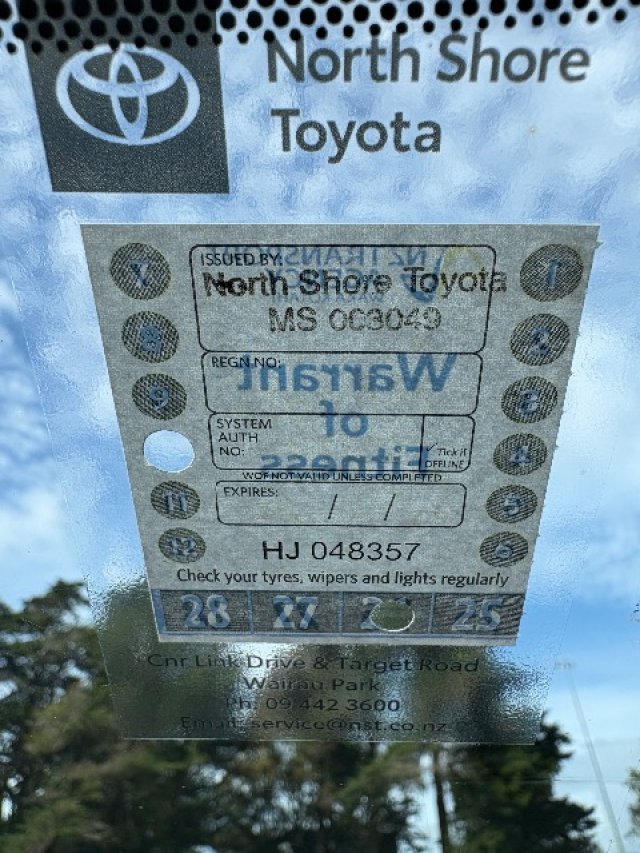 North Shore
Toyota
ISSUED BY:
North Shore Toyota
MS 003049
REGN NO:
Warrant
of
Fitness
SYSTEM
AUTH
NO:
Tick if
OFFLINE
WOF NOT VALID UNLESS COMPLETED
EXPIRES: / /
HJ 048357
Check your tyres, wipers and lights regularly
7 1
8 2
9 3
4
11 5
12 6
28 27 25
Cnr Link Drive & Target Road
Wairau Park
Ph: 09 442 3600
Email: service@nst.co.nz